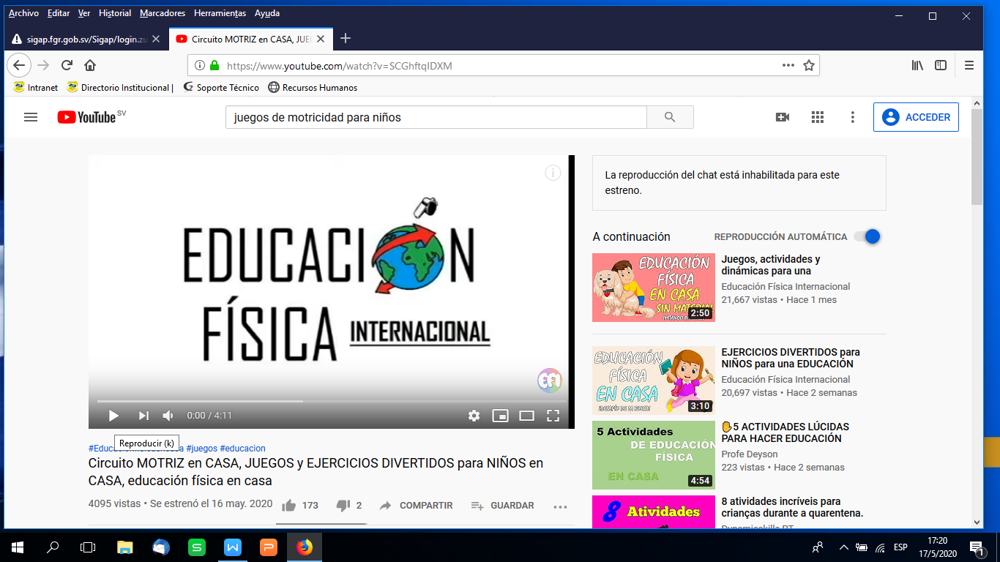 Archivo Editar Ver Historial Marcadores Herramientas Ayuda
sigap.fgr.gob.sv/Sigap/login.zu
Circuito MOTRIZ en CASA, JUE
https://www.youtube.com/watch?v=SCGhftqIDXM
Intranet Directorio Institucional | Soporte Técnico Recursos Humanos
YouTube SV
juegos de motricidad para niños
ACCEDER
EDUCACIÓN
FÍSICA INTERNACIONAL
EFI
0:00 / 4:11
Reproducir (k)
#juegos #educacion
Circuito MOTRIZ en CASA, JUEGOS y EJERCICIOS DIVERTIDOS para NIÑOS en
CASA, educación física en casa
4095 vistas • Se estrenó el 16 may. 2020
173 2 COMPARTIR GUARDAR
La reproducción del chat está inhabilitada para este
estreno.
A continuación REPRODUCCIÓN AUTOMÁTICA
EDUCACIÓN
FÍSICA
EN CASA
SIN MATERIAL
2:50
Juegos, actividades y
dinámicas para una
Educación Física Internacional
21,667 vistas • Hace 1 mes
EDUCACIÓN
FÍSICA
EN CASA
3:10
EJERCICIOS DIVERTIDOS para
NIÑOS para una EDUCACIÓN
Educación Física Internacional
20,697 vistas • Hace 2 semanas
5 Actividades
DE EDUCACIÓN
FÍSICA
EN CASA
4:54
✋5 ACTIVIDADES LÚCIDAS
PARA HACER EDUCACIÓN
Profe Deyson
223 vistas • Hace 2 semanas
8 Atividades
8 atividades incríveis para
crianças durante a quarentena.
ESP
17:20
17/5/2020
1